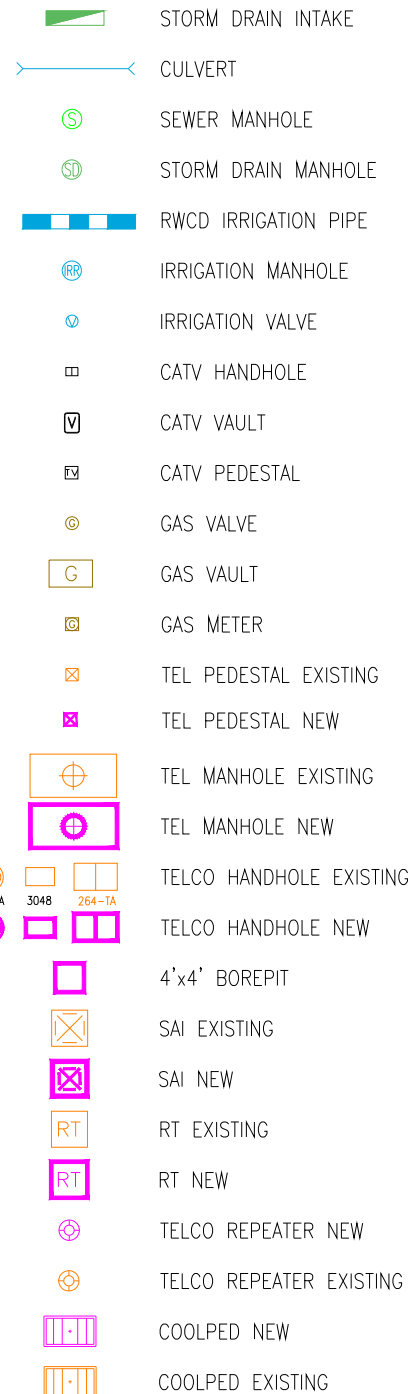 STORM DRAIN INTAKE
CULVERT
S SEWER MANHOLE
SD STORM DRAIN MANHOLE
RWCD IRRIGATION PIPE
IRR IRRIGATION MANHOLE
V IRRIGATION VALVE
CATV HANDHOLE
V CATV VAULT
TV CATV PEDESTAL
G GAS VALVE
G GAS VAULT
G GAS METER
TEL PEDESTAL EXISTING
TEL PEDESTAL NEW
TEL MANHOLE EXISTING
TEL MANHOLE NEW
TELCO HANDHOLE EXISTING
A 3048 264-TA
TELCO HANDHOLE NEW
4'x4' BOREPIT
SAI EXISTING
SAI NEW
RT RT EXISTING
RT RT NEW
TELCO REPEATER NEW
TELCO REPEATER EXISTING
COOLPED NEW
COOLPED EXISTING